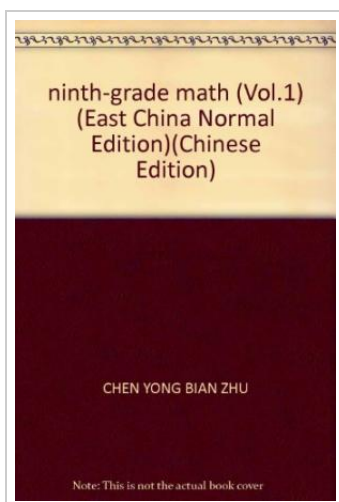 ninth-grade math (Vol.1)
(East China Normal
Edition)(Chinese
Edition)
CHEN YONG BIAN ZHU
Note: This is not the actual book cover